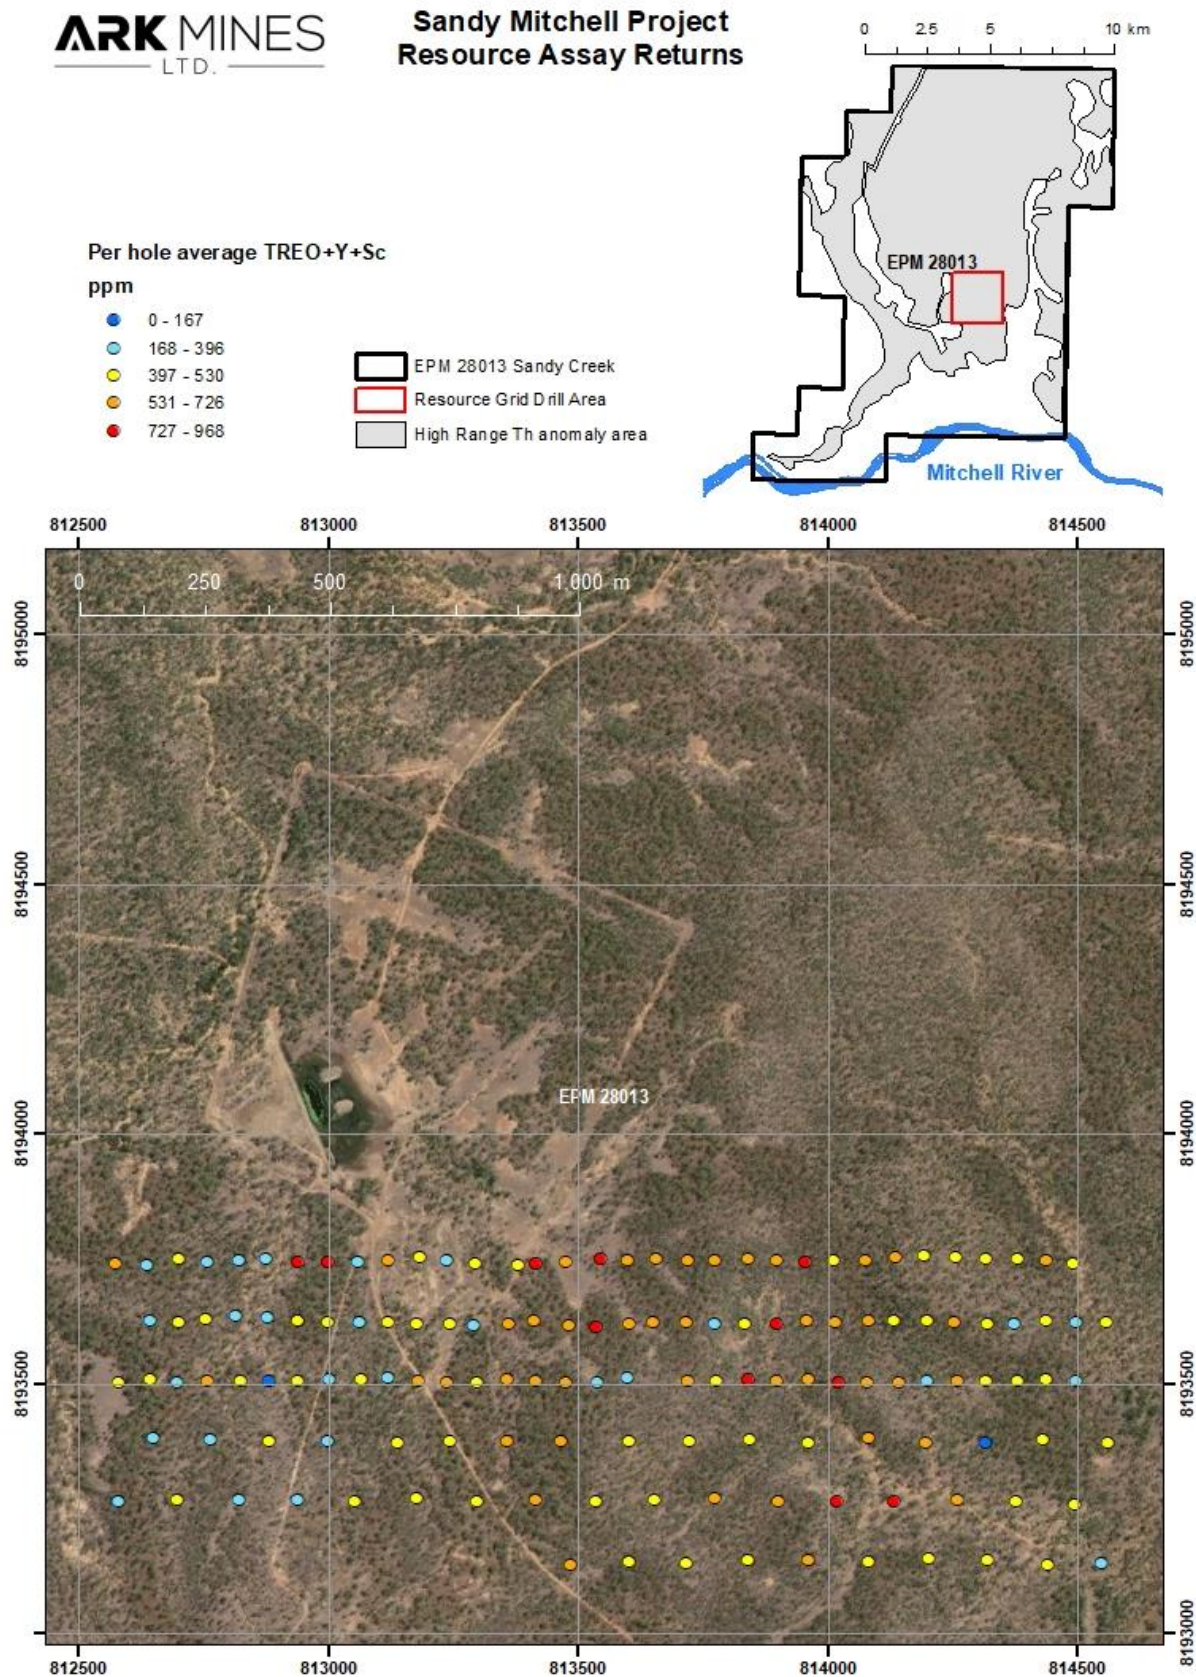 ARK MINES
LTD.
Sandy Mitchell Project
Resource Assay Returns
0 2.5 5 10 km
Per hole average TREO+Y+Sc
ppm
0 - 167
168 - 396
397 - 530
531 - 726
727 - 968
EPM 28013 Sandy Creek
Resource Grid Drill Area
High Range Th anomaly area
EPM 28013
Mitchell River
812500 813000 813500 814000 814500
0 250 500 1.000 m
8195000 8195000
8194500 8194500
EPM 28013
8194000 8194000
8193500 8193500
8193000 8193000
812500 813000 813500 814000 814500